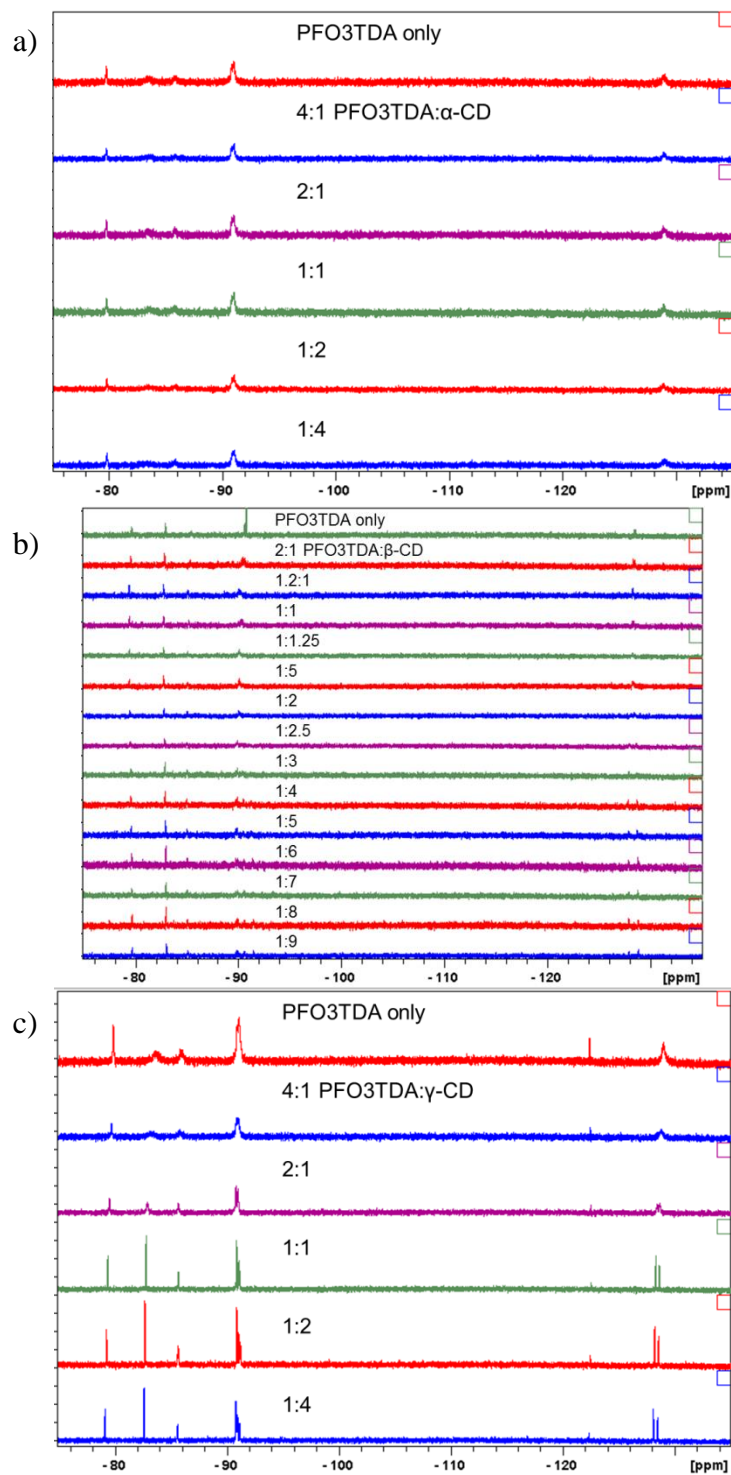 a)
PFO3TDA only
4:1 PFO3TDA:α-CD
2:1
1:1
1:2
1:4
-80 -90 -100 -110 -120 [ppm]
b)
PFO3TDA only
2:1 PFO3TDA:β-CD
1.2:1
1:1
1:1.25
1:5
1:2
1:2.5
1:3
1:4
1:5
1:6
1:7
1:8
1:9
-80 -90 -100 -110 -120 [ppm]
c)
PFO3TDA only
4:1 PFO3TDA:γ-CD
2:1
1:1
1:2
1:4
-80 -90 -100 -110 -120 [ppm]